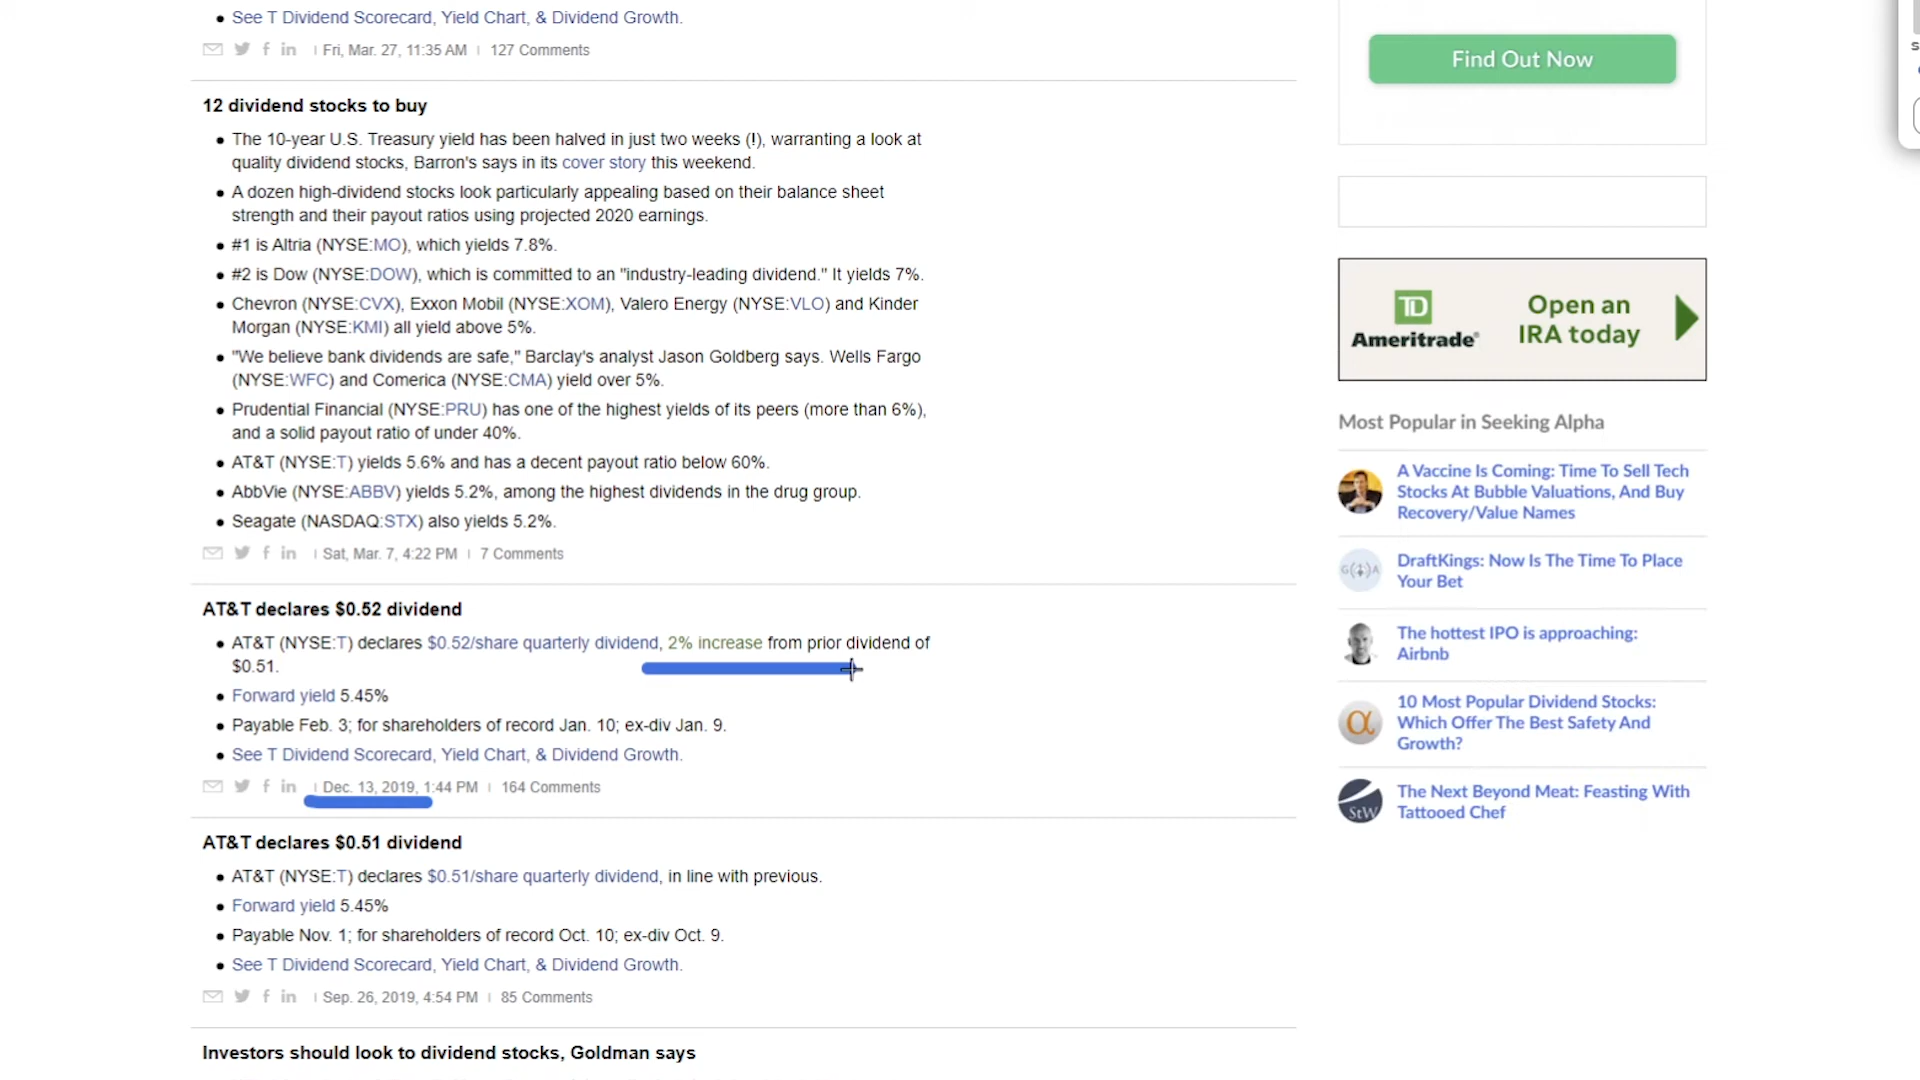 See T Dividend Scorecard, Yield Chart, & Dividend Growth.
Fri, Mar. 27, 11:35 AM | 127 Comments
12 dividend stocks to buy
The 10-year U.S. Treasury yield has been halved in just two weeks (!), warranting a look at
quality dividend stocks, Barron's says in its cover story this weekend.
A dozen high-dividend stocks look particularly appealing based on their balance sheet
strength and their payout ratios using projected 2020 earnings.
#1 is Altria (NYSE:MO), which yields 7.8%.
#2 is Dow (NYSE:DOW), which is committed to an "industry-leading dividend." It yields 7%.
Chevron (NYSE:CVX), Exxon Mobil (NYSE:XOM), Valero Energy (NYSE:VLO) and Kinder
Morgan (NYSE:KMI) all yield above 5%.
"We believe bank dividends are safe," Barclay's analyst Jason Goldberg says. Wells Fargo
(NYSE:WFC) and Comerica (NYSE:CMA) yield over 5%.
Prudential Financial (NYSE:PRU) has one of the highest yields of its peers (more than 6%),
and a solid payout ratio of under 40%.
AT&T (NYSE:T) yields 5.6% and has a decent payout ratio below 60%.
AbbVie (NYSE:ABBV) yields 5.2%, among the highest dividends in the drug group.
Seagate (NASDAQ:STX) also yields 5.2%.
Sat, Mar. 7, 4:22 PM | 7 Comments
AT&T declares $0.52 dividend
AT&T (NYSE:T) declares $0.52/share quarterly dividend, 2% increase from prior dividend of
$0.51.
Forward yield 5.45%
Payable Feb. 3; for shareholders of record Jan. 10; ex-div Jan. 9.
See T Dividend Scorecard, Yield Chart, & Dividend Growth.
Dec. 13, 2019, 1:44 PM | 164 Comments
AT&T declares $0.51 dividend
AT&T (NYSE:T) declares $0.51/share quarterly dividend, in line with previous.
Forward yield 5.45%
Payable Nov. 1; for shareholders of record Oct. 10; ex-div Oct. 9.
See T Dividend Scorecard, Yield Chart, & Dividend Growth.
Sep. 26, 2019, 4:54 PM | 85 Comments
Investors should look to dividend stocks, Goldman says
Find Out Now
TD
Ameritrade
Open an
IRA today
Most Popular in Seeking Alpha
A Vaccine Is Coming: Time To Sell Tech
Stocks At Bubble Valuations, And Buy
Recovery/Value Names
DraftKings: Now Is The Time To Place
Your Bet
The hottest IPO is approaching:
Airbnb
10 Most Popular Dividend Stocks:
Which Offer The Best Safety And
Growth?
StW
The Next Beyond Meat: Feasting With
Tattooed Chef